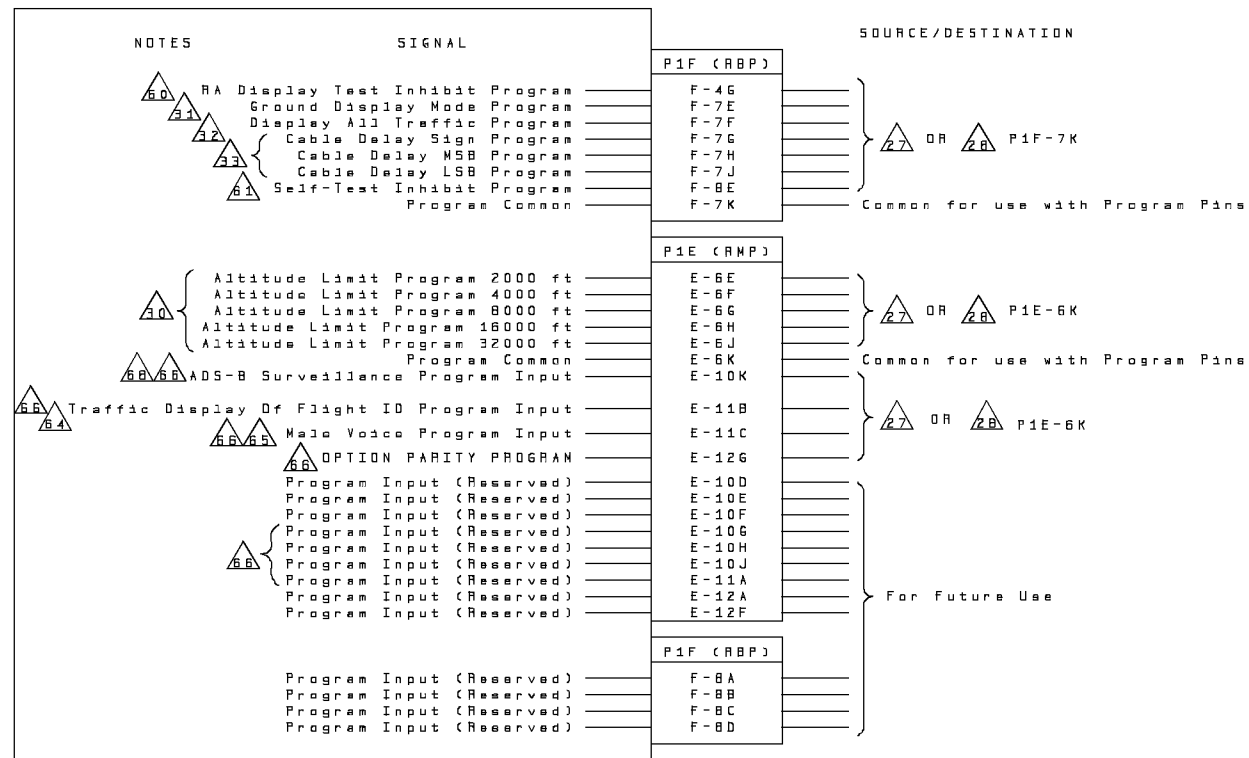 NOTES SIGNAL SOURCE/DESTINATION
P1F (RBP)
60 RA Display Test Inhibit Program F-4G
31 Ground Display Mode Program F-7E
32 Display All Traffic Program F-7F
Cable Delay Sign Program F-7G
33 Cable Delay MSB Program F-7H
Cable Delay LSB Program F-7J
61 Self-Test Inhibit Program F-8E
27 OR 28 P1F-7K
Program Common F-7K Common for use with Program Pins
P1E (RMP)
Altitude Limit Program 2000 ft E-6E
Altitude Limit Program 4000 ft E-6F
30 Altitude Limit Program 8000 ft E-6G 27 OR 28 P1E-6K
Altitude Limit Program 16000 ft E-6H
Altitude Limit Program 32000 ft E-6J
Program Common E-6K Common for use with Program Pins
68 66 ADS-B Surveillance Program Input E-10K
66 64 Traffic Display Of Flight ID Program Input E-11B
27 OR 28 P1E-6K
66 65 Male Voice Program Input E-11C
66 OPTION PARITY PROGRAM E-12G
Program Input (Reserved) E-10D
Program Input (Reserved) E-10E
Program Input (Reserved) E-10F
Program Input (Reserved) E-10G
Program Input (Reserved) E-10H
66 Program Input (Reserved) E-10J
Program Input (Reserved) E-11A
Program Input (Reserved) E-12A For Future Use
Program Input (Reserved) E-12F
P1F (RBP)
Program Input (Reserved) F-8A
Program Input (Reserved) F-8B
Program Input (Reserved) F-8C
Program Input (Reserved) F-8D